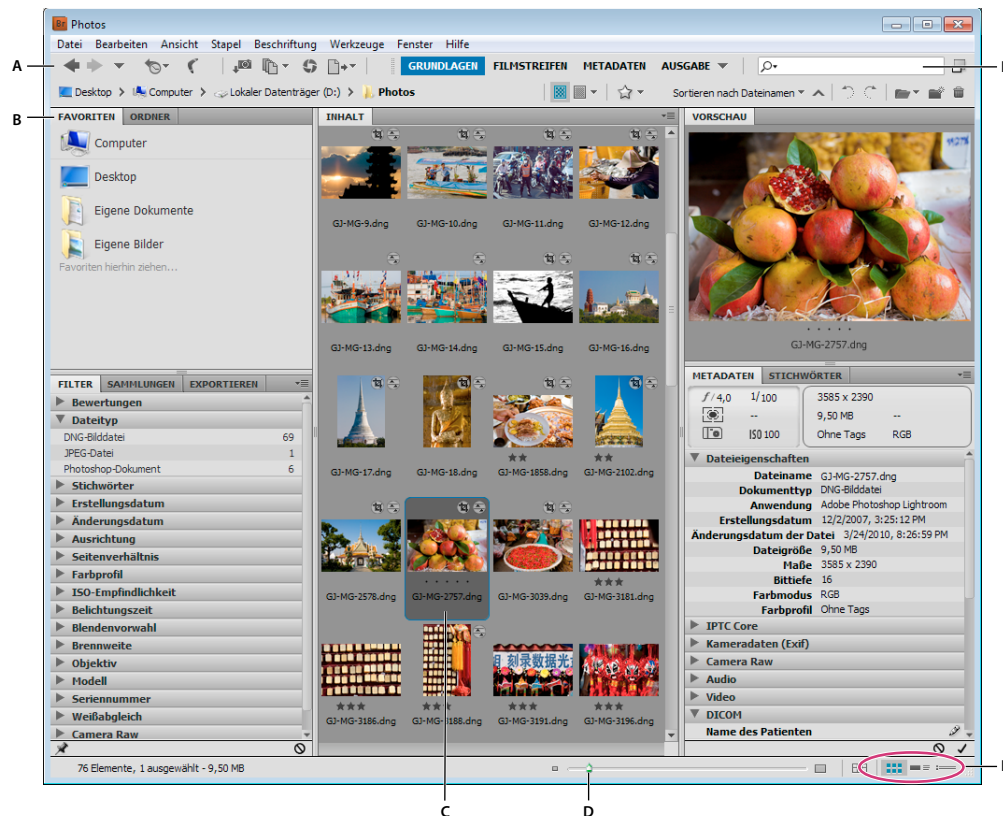 Br Photos
Datei Bearbeiten Ansicht Stapel Beschriftung Werkzeuge Fenster Hilfe
A
GRUNDLAGEN FILMSTREIFEN METADATEN AUSGABE
Desktop Computer Lokaler Datenträger (D:) Photos
Sortieren nach Dateinamen
B
FAVORITEN ORDNER
Computer
Desktop
Eigene Dokumente
Eigene Bilder
Favoriten hierhin ziehen...
FILTER SAMMLUNGEN EXPORTIEREN
Bewertungen
Dateityp
DNG-Bilddatei 69
JPEG-Datei 1
Photoshop-Dokument 6
Stichwörter
Erstellungsdatum
Änderungsdatum
Ausrichtung
Seitenverhältnis
Farbprofil
ISO-Empfindlichkeit
Belichtungszeit
Blendenvorwahl
Brennweite
Objektiv
Modell
Seriennummer
Weißabgleich
Camera Raw
INHALT
GJ-MG-9.dng GJ-MG-10.dng GJ-MG-11.dng GJ-MG-12.dng
GJ-MG-13.dng GJ-MG-14.dng GJ-MG-15.dng GJ-MG-16.dng
GJ-MG-17.dng GJ-MG-18.dng GJ-MG-1858.dng GJ-MG-2102.dng
GJ-MG-2578.dng GJ-MG-2757.dng GJ-MG-3039.dng GJ-MG-3181.dng
刻录数据光
GJ-MG-3186.dng GJ-MG-3188.dng GJ-MG-3191.dng GJ-MG-3196.dng
VORSCHAU
GJ-MG-2757.dng
METADATEN STICHWÖRTER
f/4,0 1/100
-- 
ISO 100
3585 x 2390
9,50 MB --
Ohne Tags RGB
Dateieigenschaften
Dateiname GJ-MG-2757.dng
Dokumenttyp DNG-Bilddatei
Anwendung Adobe Photoshop Lightroom
Erstellungsdatum 12/2/2007, 3:25:12 PM
Änderungsdatum der Datei 3/24/2010, 8:26:59 PM
Dateigröße 9,50 MB
Maße 3585 x 2390
Bittiefe 16
Farbmodus RGB
Farbprofil Ohne Tags
IPTC Core
Kameradaten (Exif)
Camera Raw
Audio
Video
DICOM
Name des Patienten
76 Elemente, 1 ausgewählt - 9,50 MB
C
D